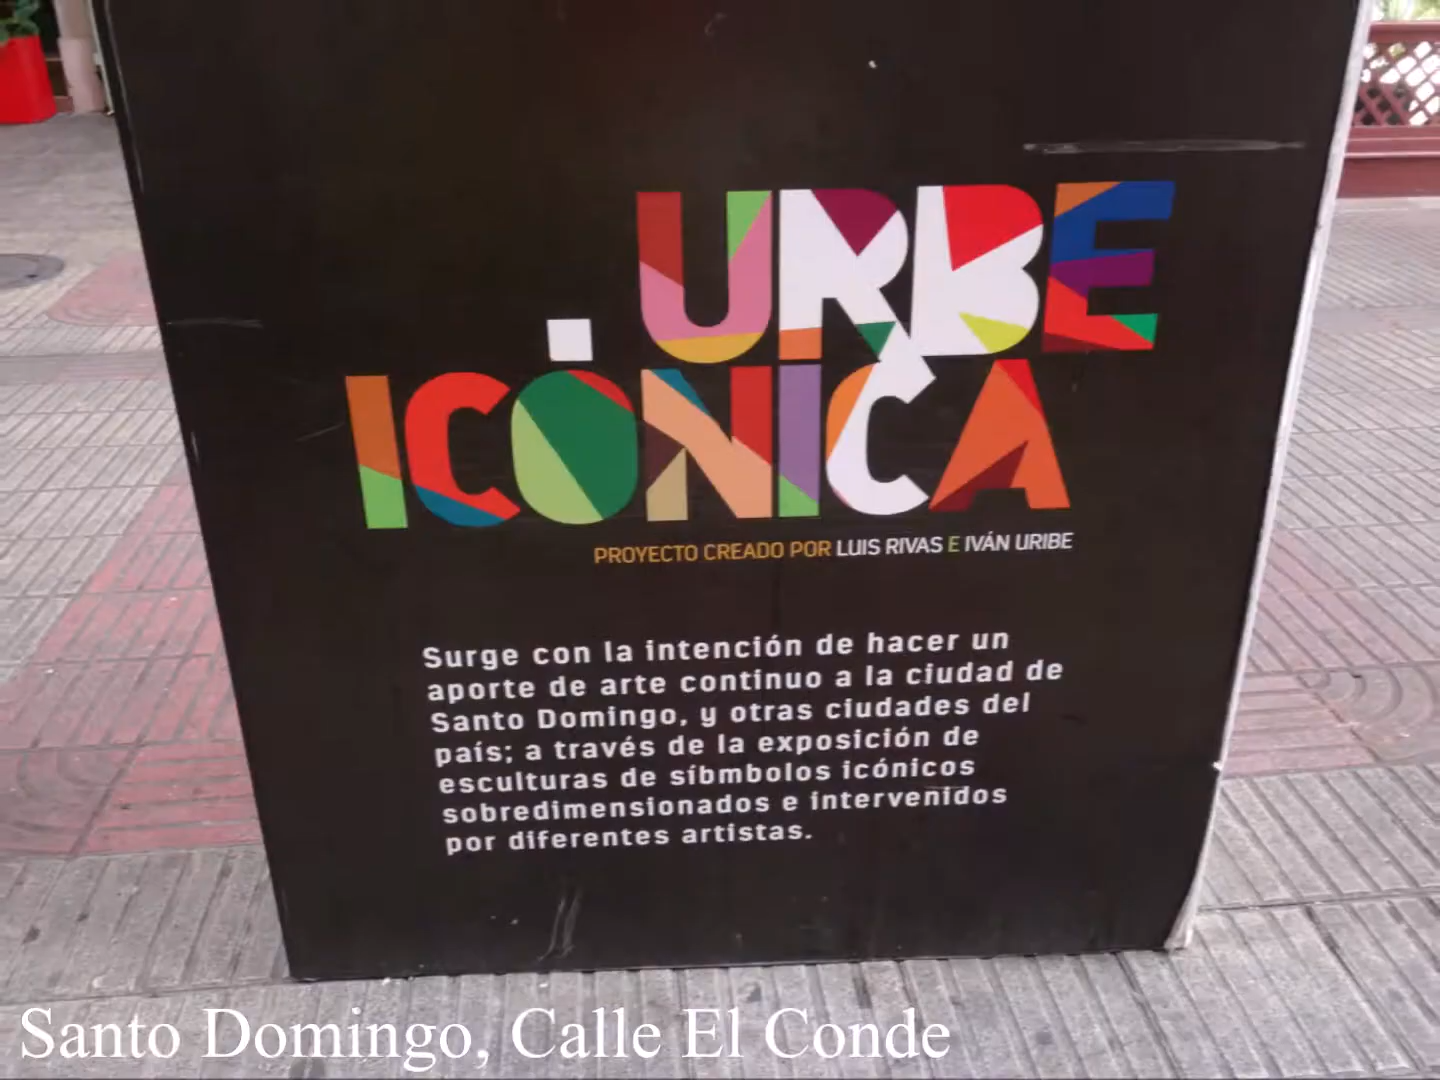 URBE
ICÓNICA
PROYECTO CREADO POR LUIS RIVAS E IVÁN URIBE
Surge con la intención de hacer un
aporte de arte continuo a la ciudad de
Santo Domingo, y otras ciudades del
país; a través de la exposición de
esculturas de síbmbolos icónicos
sobredimensionados e intervenidos
por diferentes artistas.
Santo Domingo, Calle El Conde